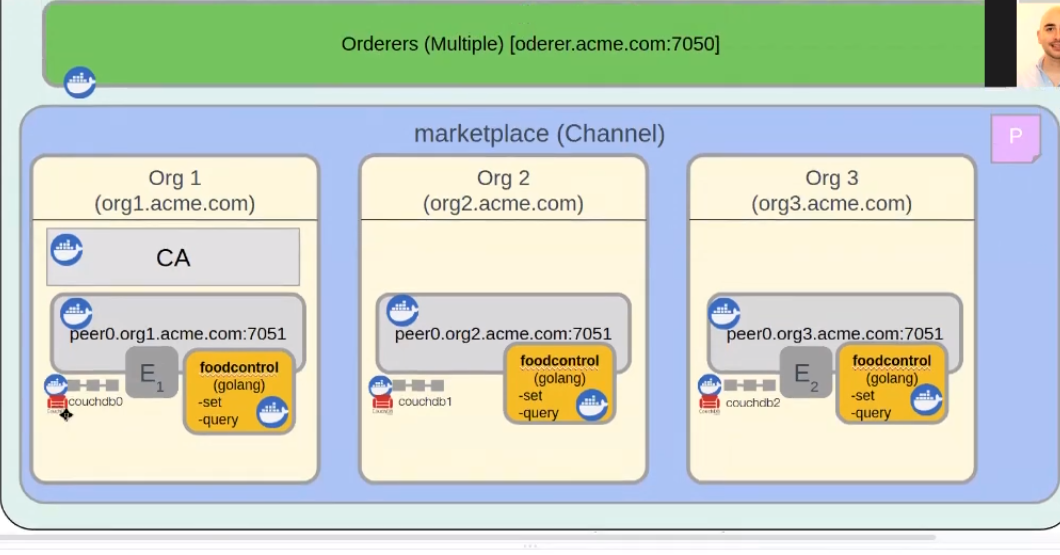 Orderers (Multiple) [oderer.acme.com:7050]
marketplace (Channel)
P
Org 1
(org1.acme.com)
CA
peer0.org1.acme.com:7051
E1
foodcontrol
(golang)
-set
-query
couchdb0
Org 2
(org2.acme.com)
peer0.org2.acme.com:7051
foodcontrol
(golang)
-set
-query
couchdb1
Org 3
(org3.acme.com)
peer0.org3.acme.com:7051
E2
foodcontrol
(golang)
-set
-query
couchdb2